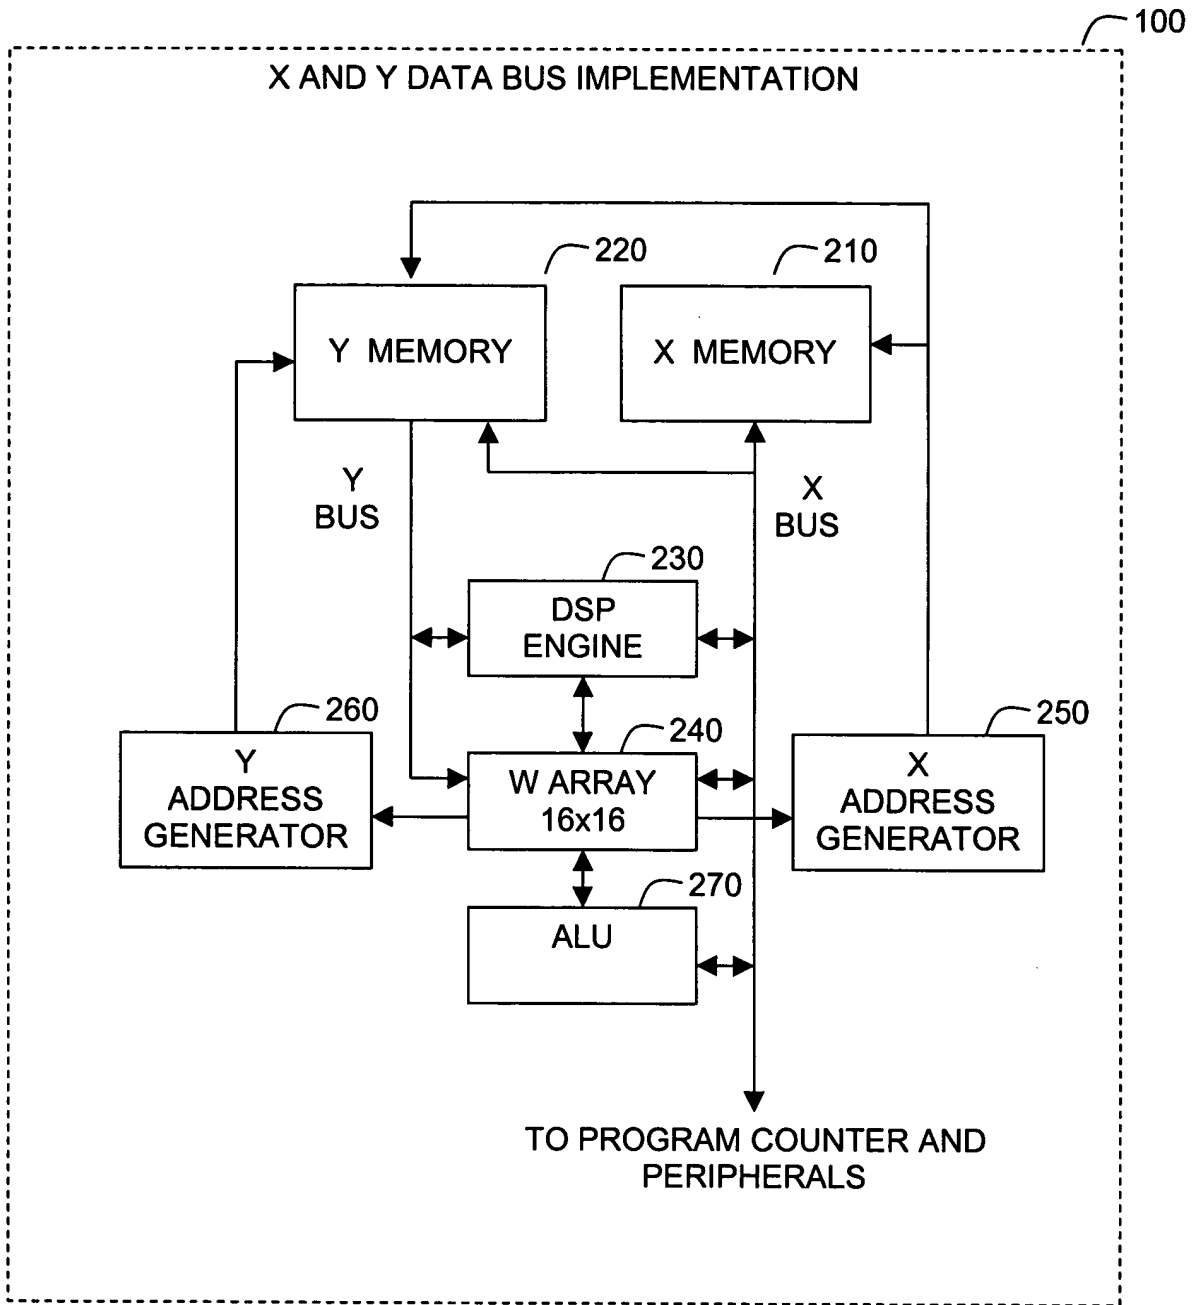 100
X AND Y DATA BUS IMPLEMENTATION
220
210
Y MEMORY
X MEMORY
Y
BUS
X
BUS
230
DSP
ENGINE
260
240
250
Y
ADDRESS
GENERATOR
W ARRAY
16x16
X
ADDRESS
GENERATOR
270
ALU
TO PROGRAM COUNTER AND
PERIPHERALS